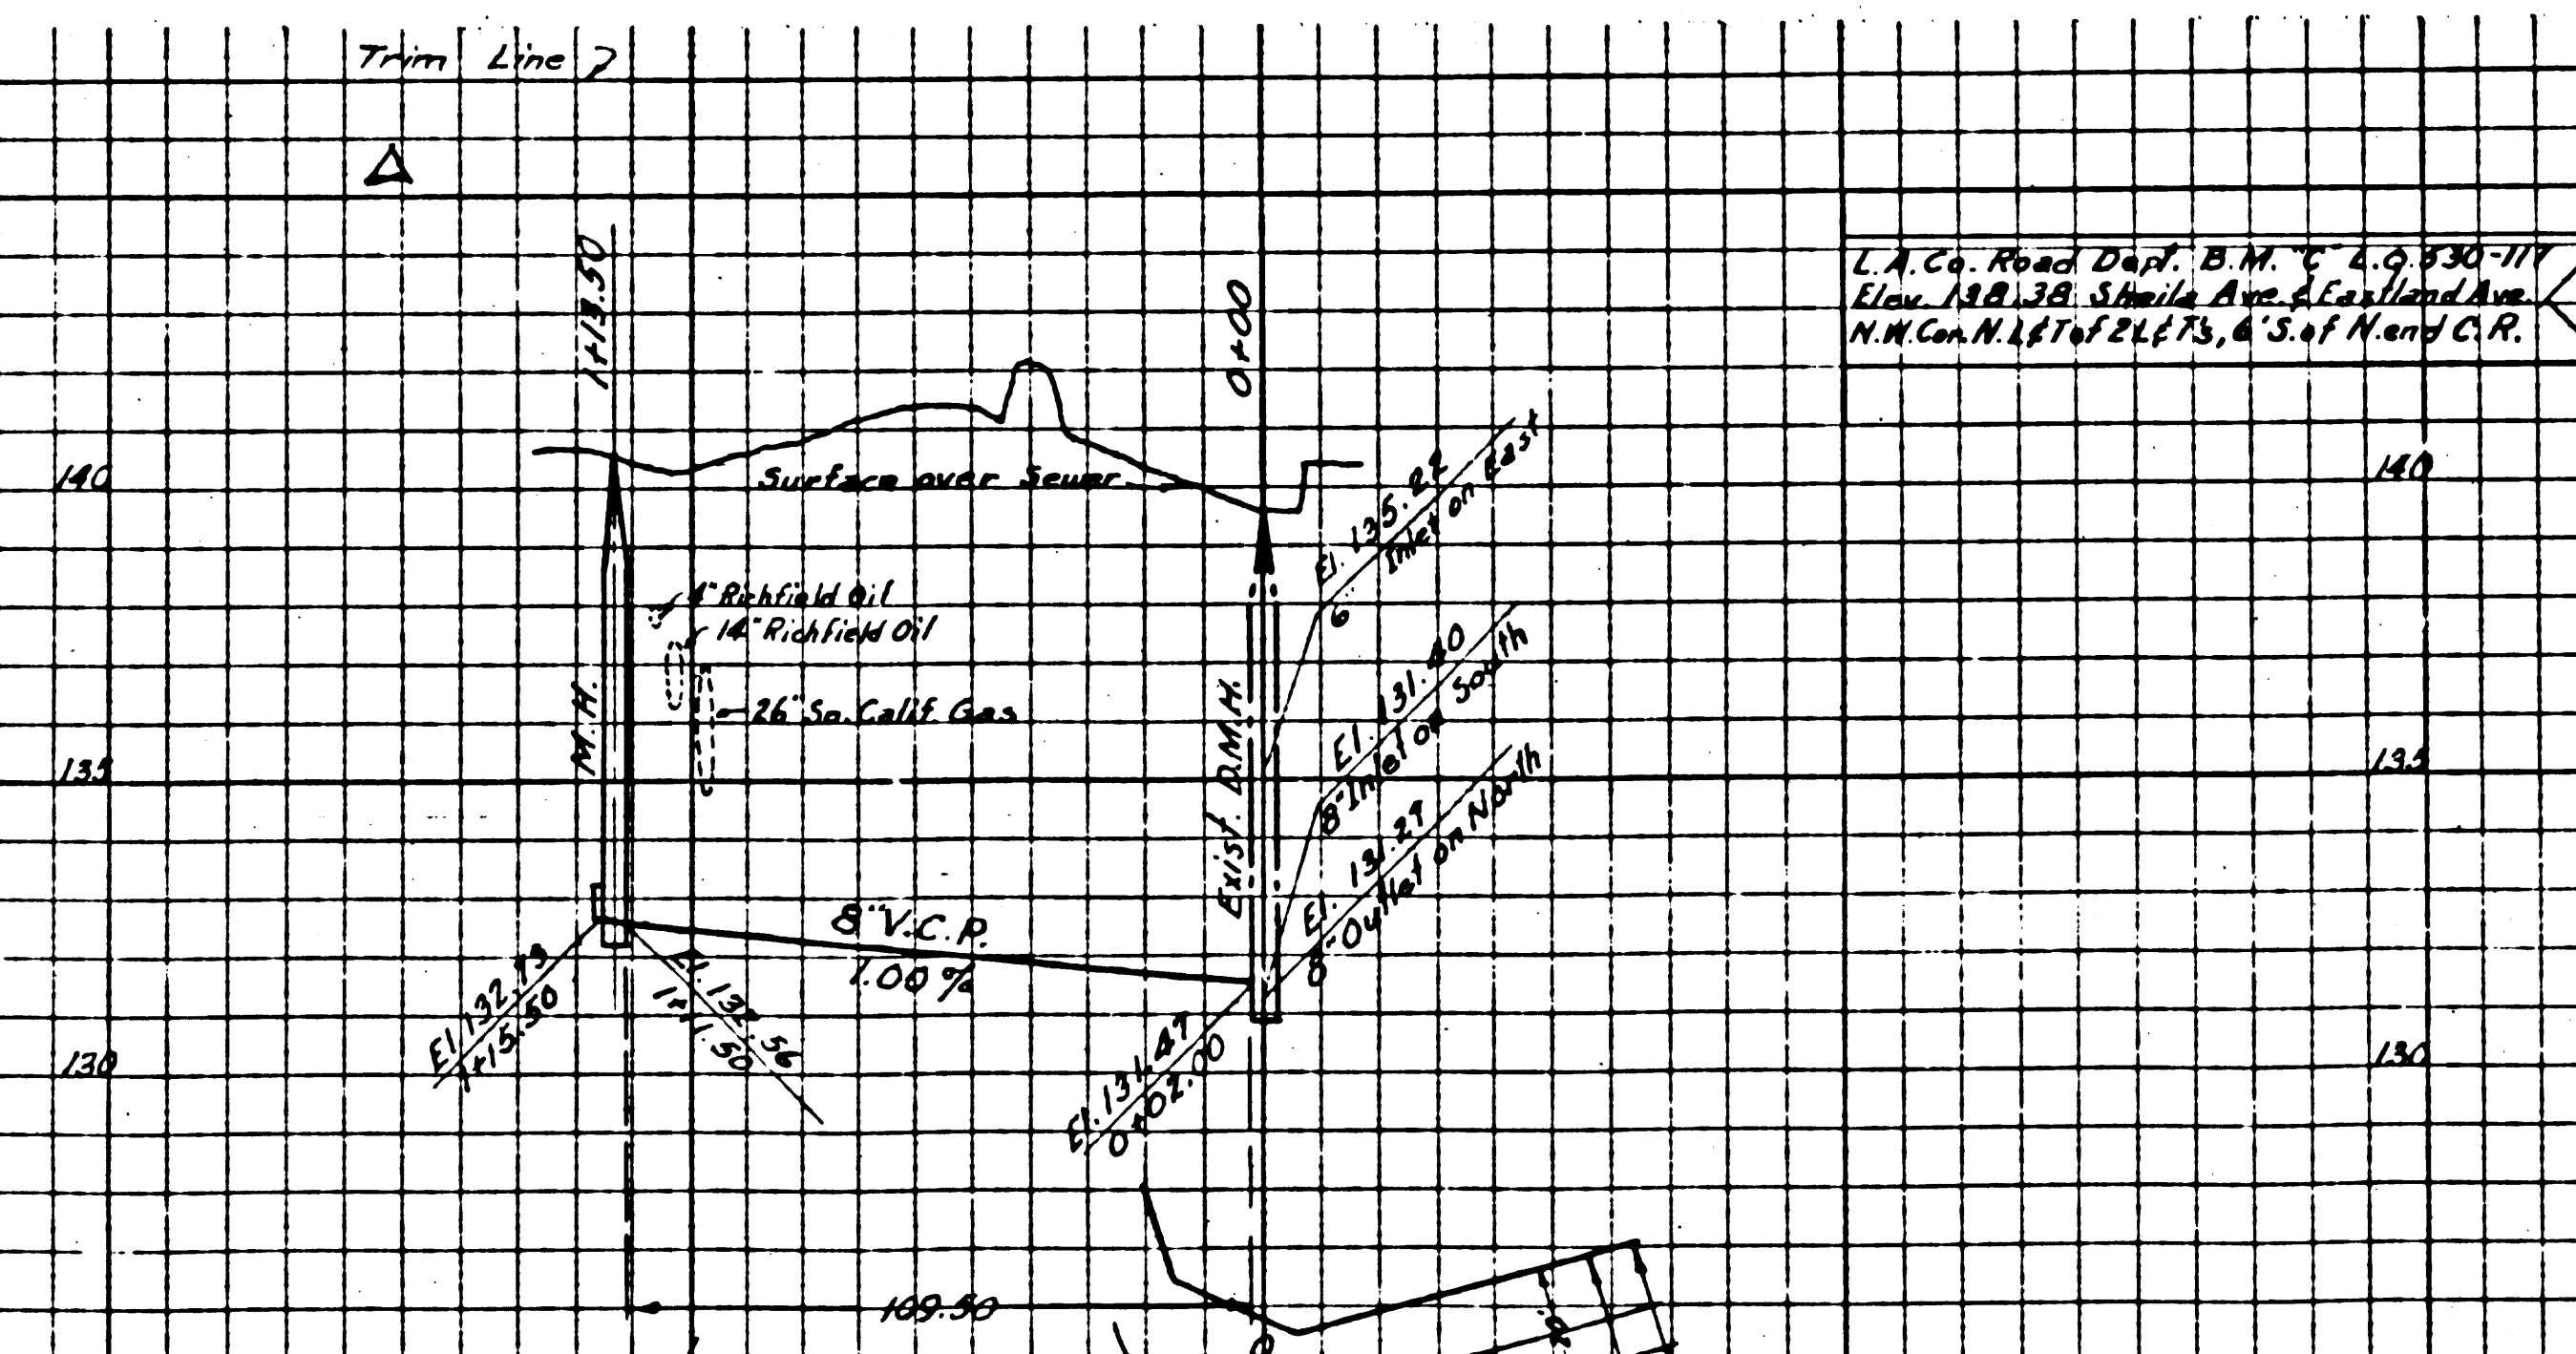 Trim Line
1+13.50
0+00
L.A.Co. Road Dept. B.M. "C" L.Q. 530-117
Elev. 138.38 Sheila Ave. & Eastland Ave.
N.W. Cor. N. L&T of 2 L&T's, 6' S. of N. end C.R.
140
140
Surface over Sewer
El. 135.22
6" Inlet on East
4" Richfield Oil
14" Richfield Oil
26" So. Calif. Gas
M.H.
Exist. D.M.H.
El. 131.40
8" Inlet on South
135
135
El. 131.29
8" Outlet on North
8" V.C.P.
1.00 %
El. 132.73
1+15.50
El. 132.56
1+11.50
El. 131.47
0+02.00
130
130
109.50